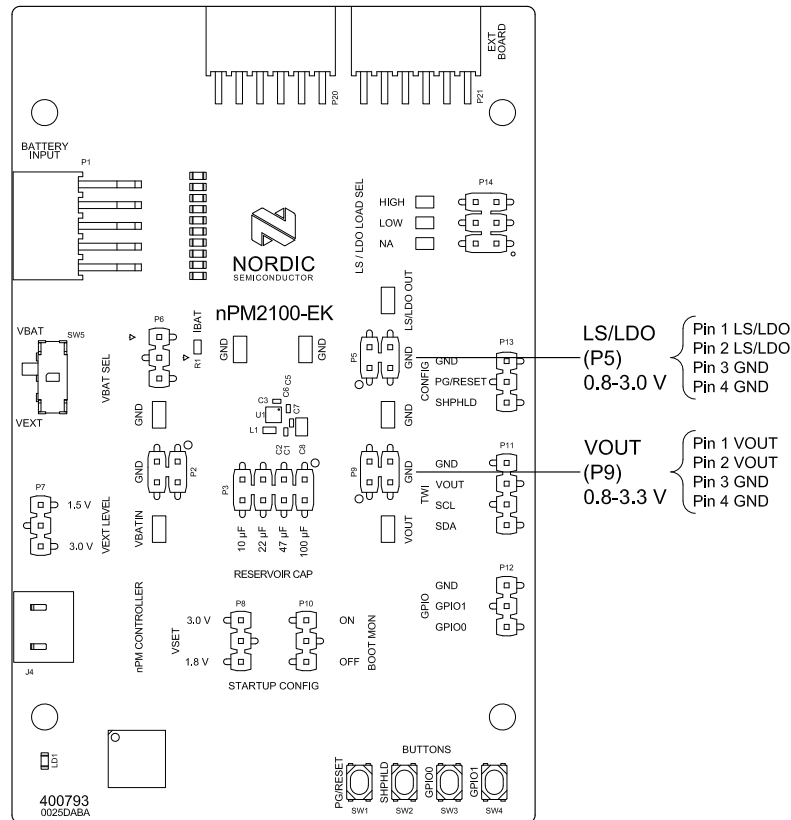 EXT
BOARD
P20
P21
BATTERY
INPUT
P1
LS / LDO LOAD SEL
HIGH
LOW
NA
P14
NORDIC
SEMICONDUCTOR
nPM2100-EK
LS/LDO OUT
VBAT
SW5
VEXT
VBAT SEL
P6
IBAT
R1
GND
GND
P5
GND
CONFIG
P13
GND
PG/RESET
SHPHLD
LS/LDO
(P5)
0.8-3.0 V
Pin 1 LS/LDO
Pin 2 LS/LDO
Pin 3 GND
Pin 4 GND
C5
C6
C3
C7
U1
L1
C2
C1
C8
GND
GND
GND
P2
P3
P9
GND
TWI
P11
GND
VOUT
SCL
SDA
VOUT
(P9)
0.8-3.3 V
Pin 1 VOUT
Pin 2 VOUT
Pin 3 GND
Pin 4 GND
P7
1.5 V
3.0 V
VEXT LEVEL
VBATIN
10 µF
22 µF
47 µF
100 µF
RESERVOIR CAP
VOUT
GPIO
P12
GND
GPIO1
GPIO0
J4
nPM CONTROLLER
VSET
P8
3.0 V
1.8 V
P10
ON
OFF
BOOT MON
STARTUP CONFIG
LD1
400793
0025DABA
BUTTONS
PG/RESET
SHPHLD
GPIO0
GPIO1
SW1
SW2
SW3
SW4